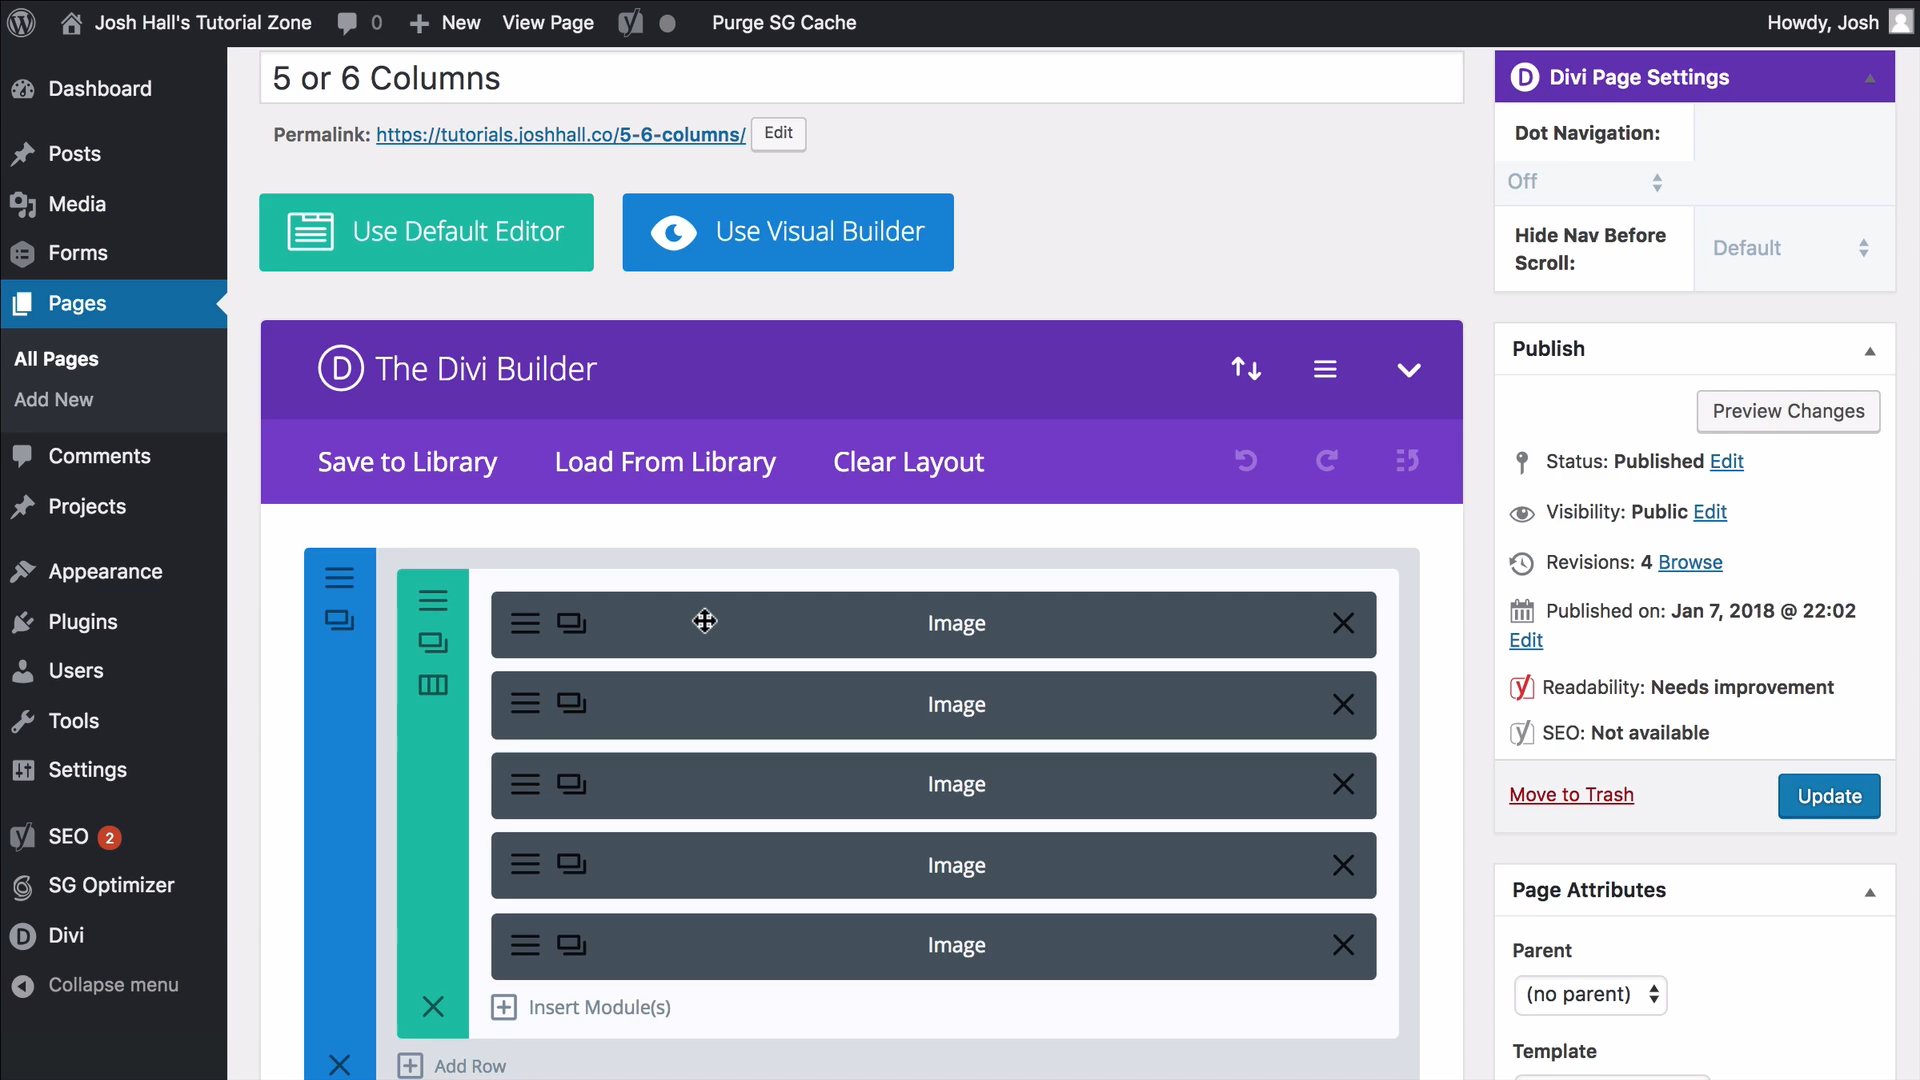 Josh Hall's Tutorial Zone
0
New
View Page
Purge SG Cache
Howdy, Josh
Dashboard
Posts
Media
Forms
Pages
All Pages
Add New
Comments
Projects
Appearance
Plugins
Users
Tools
Settings
SEO 2
SG Optimizer
Divi
Collapse menu
5 or 6 Columns
Permalink: https://tutorials.joshhall.co/5-6-columns/ Edit
Use Default Editor
Use Visual Builder
The Divi Builder
Save to Library
Load From Library
Clear Layout
Image
Image
Image
Image
Image
Insert Module(s)
Add Row
Divi Page Settings
Dot Navigation:
Off
Hide Nav Before
Scroll:
Default
Publish
Preview Changes
Status: Published Edit
Visibility: Public Edit
Revisions: 4 Browse
Published on: Jan 7, 2018 @ 22:02
Edit
Readability: Needs improvement
SEO: Not available
Move to Trash
Update
Page Attributes
Parent
(no parent)
Template